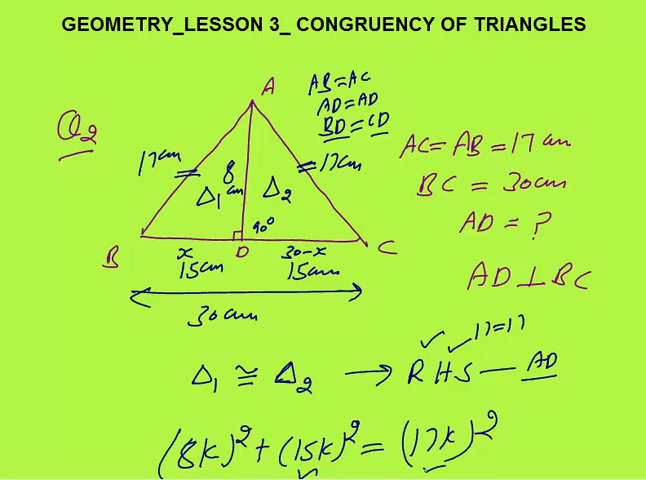 GEOMETRY_LESSON 3_ CONGRUENCY OF TRIANGLES
Q2
A
AB=AC
AD=AD
BD=CD
17cm
8
cm
Δ1
Δ2
17cm
90°
B
x
D
30-x
C
15cm
15cm
30cm
AC= AB = 17 cm
BC = 30cm
AD = ?
AD ⊥ BC
17=17
Δ1 ≅ Δ2 → RHS — AD
(8k)² + (15k)² = (17k)²